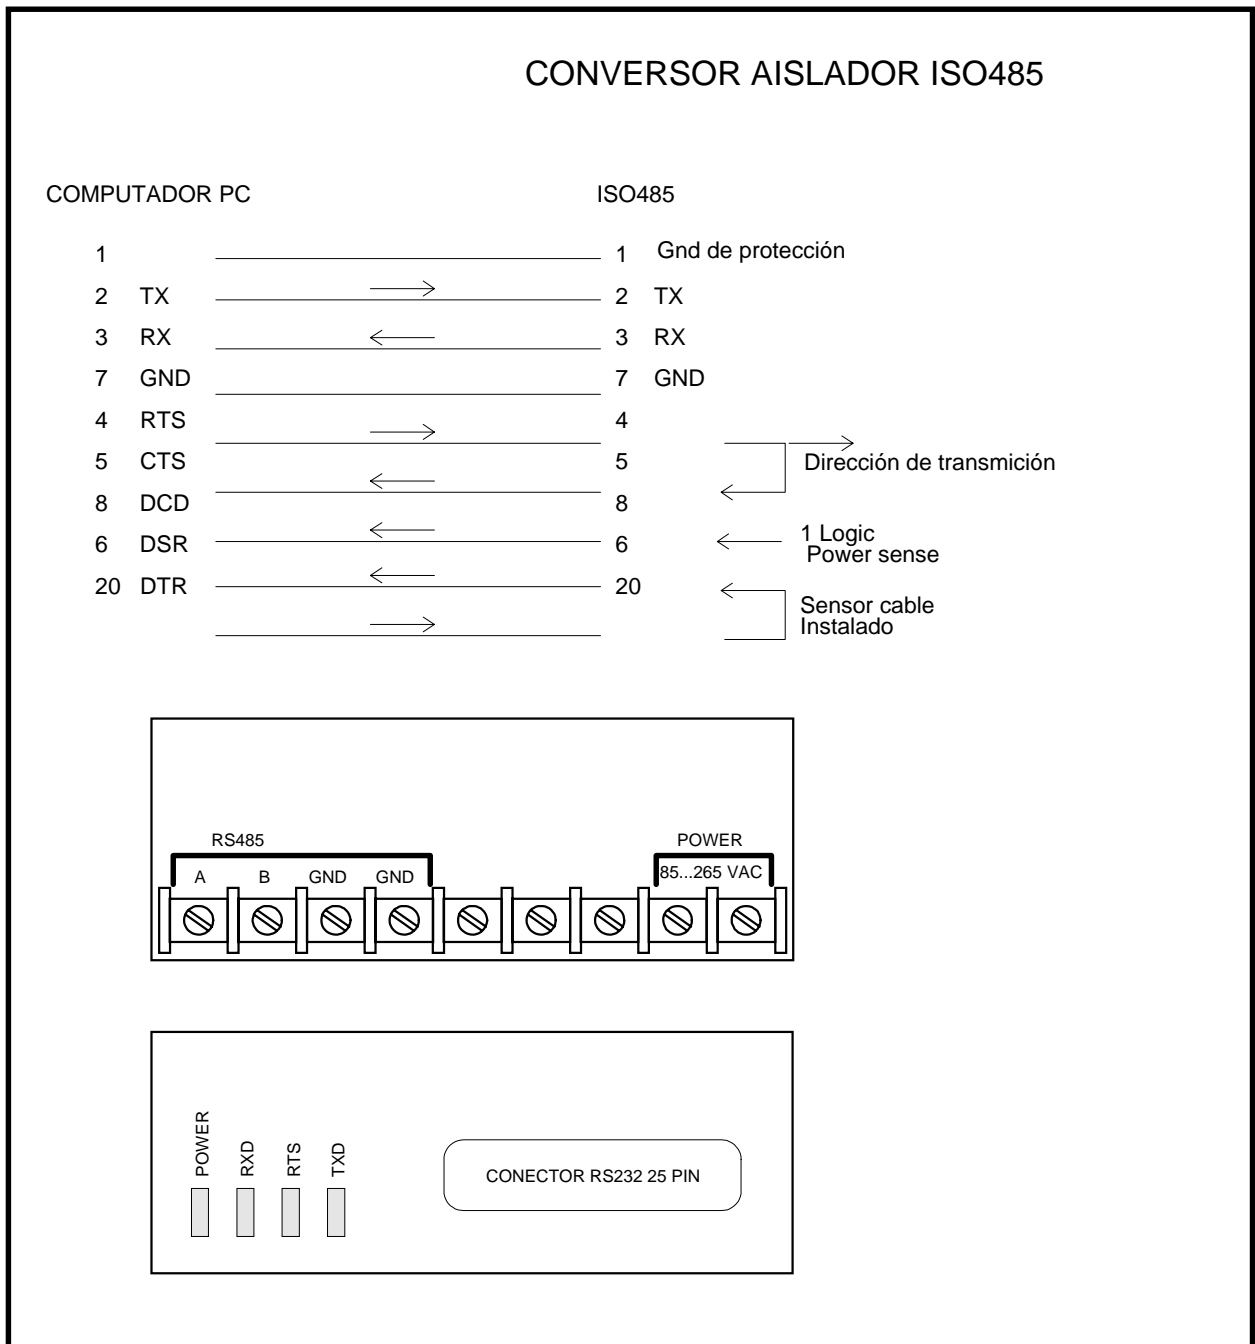 CONVERSOR AISLADOR ISO485
COMPUTADOR PC ISO485
1 1 Gnd de protección
2 TX 2 TX
3 RX 3 RX
7 GND 7 GND
4 RTS 4
5 CTS 5 Dirección de transmición
8 DCD 8
6 DSR 6 1 Logic
Power sense
20 DTR 20
Sensor cable
Instalado
RS485 POWER
A B GND GND 85...265 VAC
POWER
RXD
RTS
TXD
CONECTOR RS232 25 PIN